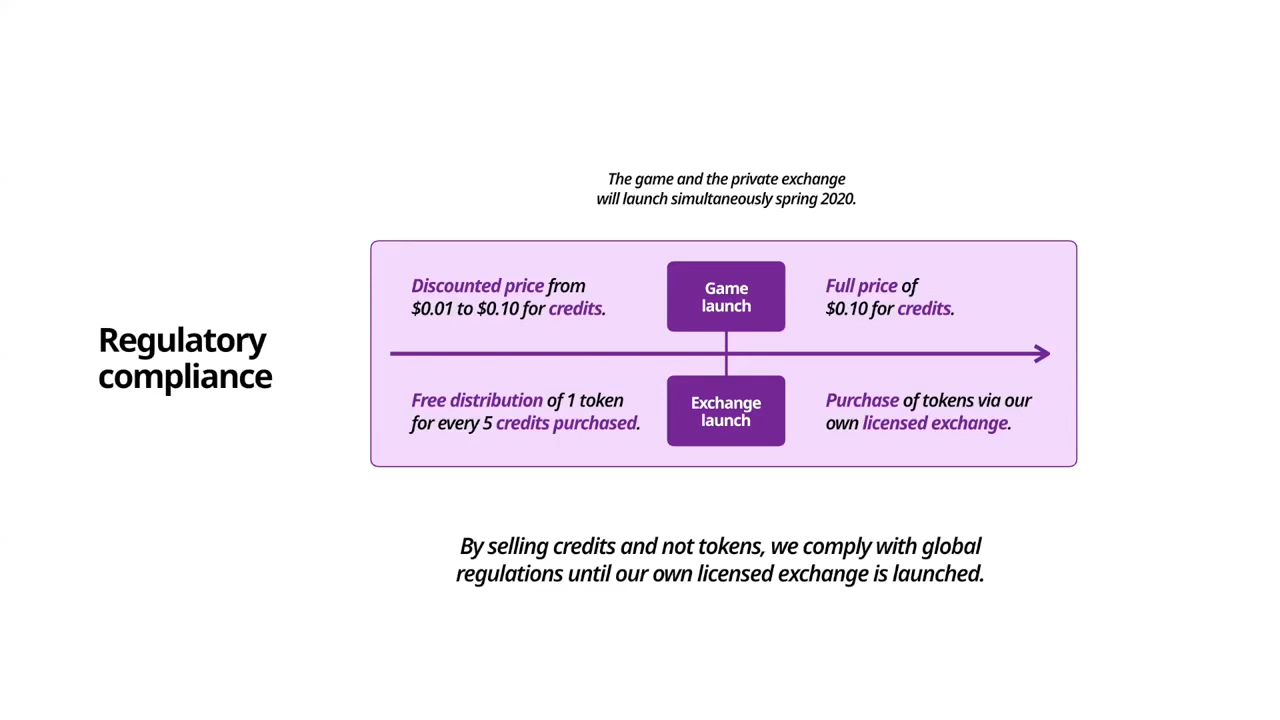 The game and the private exchange
will launch simultaneously spring 2020.
Regulatory
compliance
Discounted price from
$0.01 to $0.10 for credits.
Game
launch
Full price of
$0.10 for credits.
Free distribution of 1 token
for every 5 credits purchased.
Exchange
launch
Purchase of tokens via our
own licensed exchange.
By selling credits and not tokens, we comply with global
regulations until our own licensed exchange is launched.